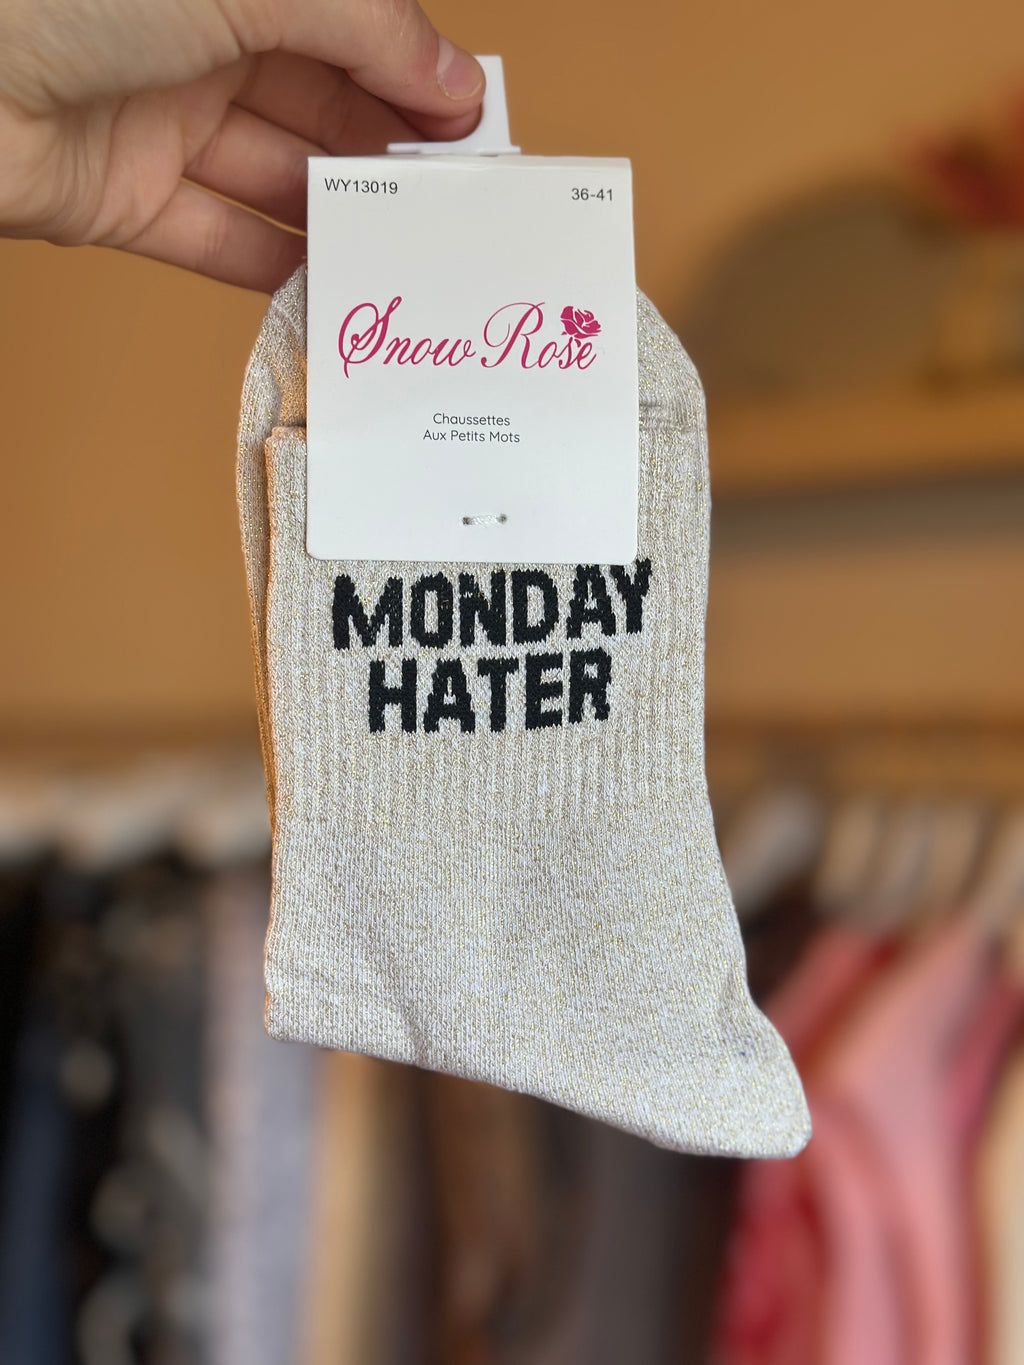 WY13019
36-41
Snow Rose
Chaussettes
Aux Petits Mots
MONDAY
HATER